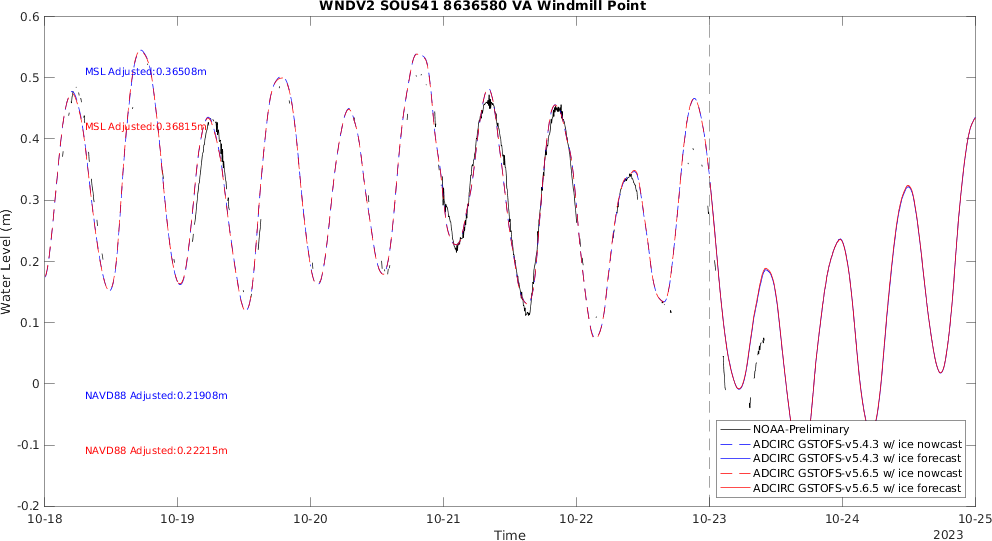 WNDV2 SOUS41 8636580 VA Windmill Point
0.6
0.5
0.4
0.3
0.2
0.1
0
-0.1
-0.2
Water Level (m)
MSL Adjusted:0.36508m
MSL Adjusted:0.36815m
NAVD88 Adjusted:0.21908m
NAVD88 Adjusted:0.22215m
NOAA-Preliminary
ADCIRC GSTOFS-v5.4.3 w/ ice nowcast
ADCIRC GSTOFS-v5.4.3 w/ ice forecast
ADCIRC GSTOFS-v5.6.5 w/ ice nowcast
ADCIRC GSTOFS-v5.6.5 w/ ice forecast
10-18 10-19 10-20 10-21 10-22 10-23 10-24 10-25
Time
2023